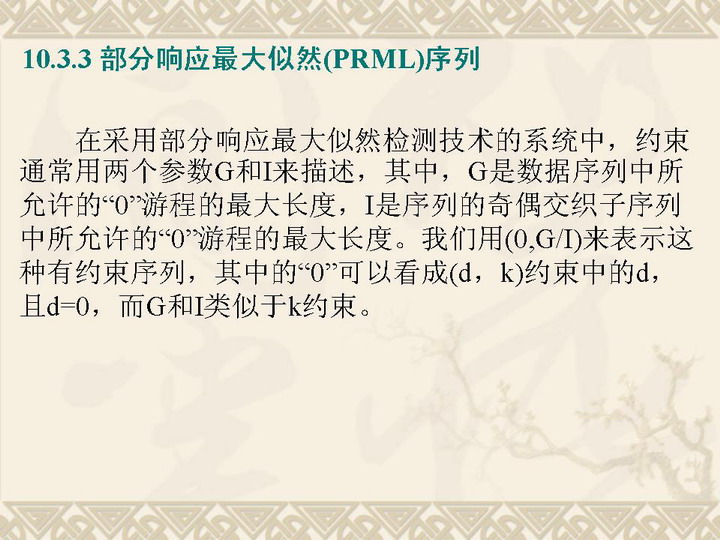 10.3.3 部分响应最大似然(PRML)序列
在采用部分响应最大似然检测技术的系统中，约束
通常用两个参数G和I来描述，其中，G是数据序列中所
允许的“0”游程的最大长度，I是序列的奇偶交织子序列
中所允许的“0”游程的最大长度。我们用(0,G/I)来表示这
种有约束序列，其中的“0”可以看成(d，k)约束中的d，
且d=0，而G和I类似于k约束。